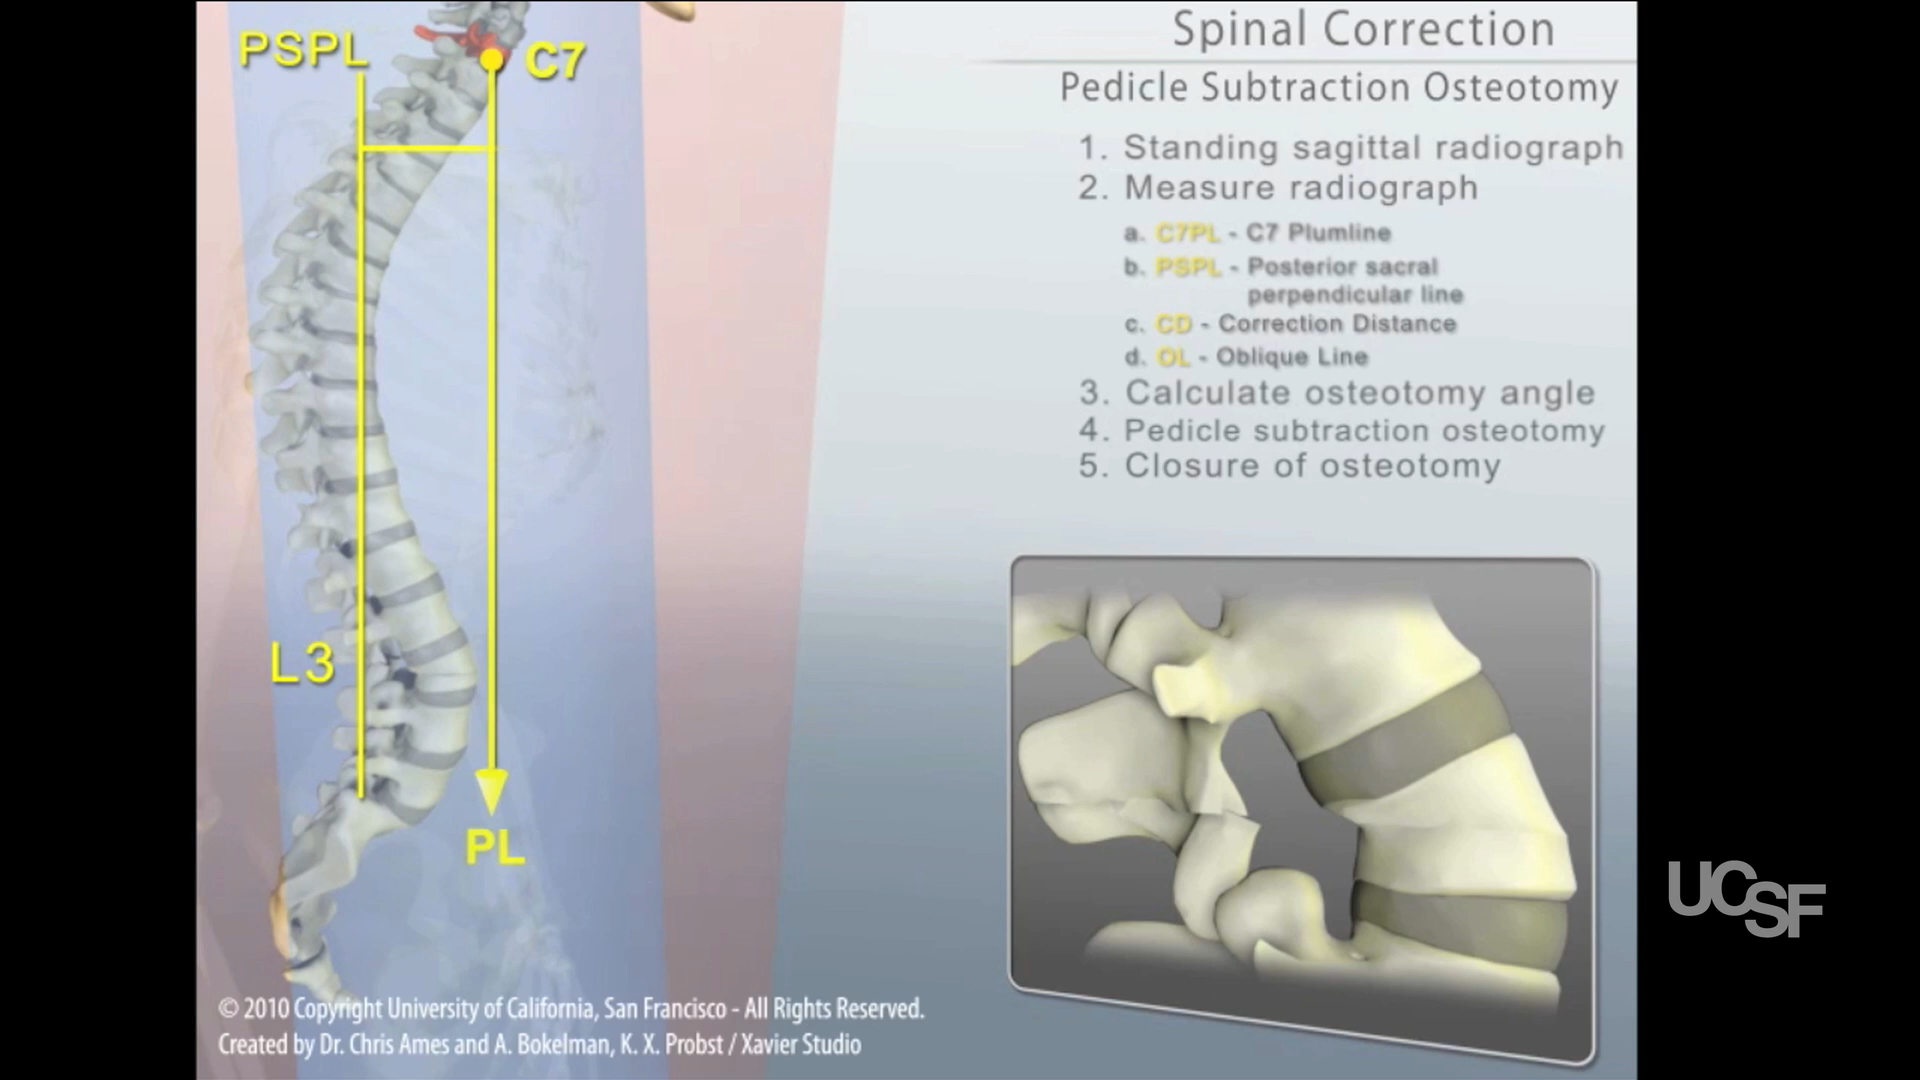 PSPL
C7
L3
PL
Spinal Correction
Pedicle Subtraction Osteotomy
1. Standing sagittal radiograph
2. Measure radiograph
a. C7PL - C7 Plumline
b. PSPL - Posterior sacral
perpendicular line
c. CD - Correction Distance
d. OL - Oblique Line
3. Calculate osteotomy angle
4. Pedicle subtraction osteotomy
5. Closure of osteotomy
© 2010 Copyright University of California, San Francisco - All Rights Reserved.
Created by Dr. Chris Ames and A. Bokelman, K. X. Probst / Xavier Studio
UCSF